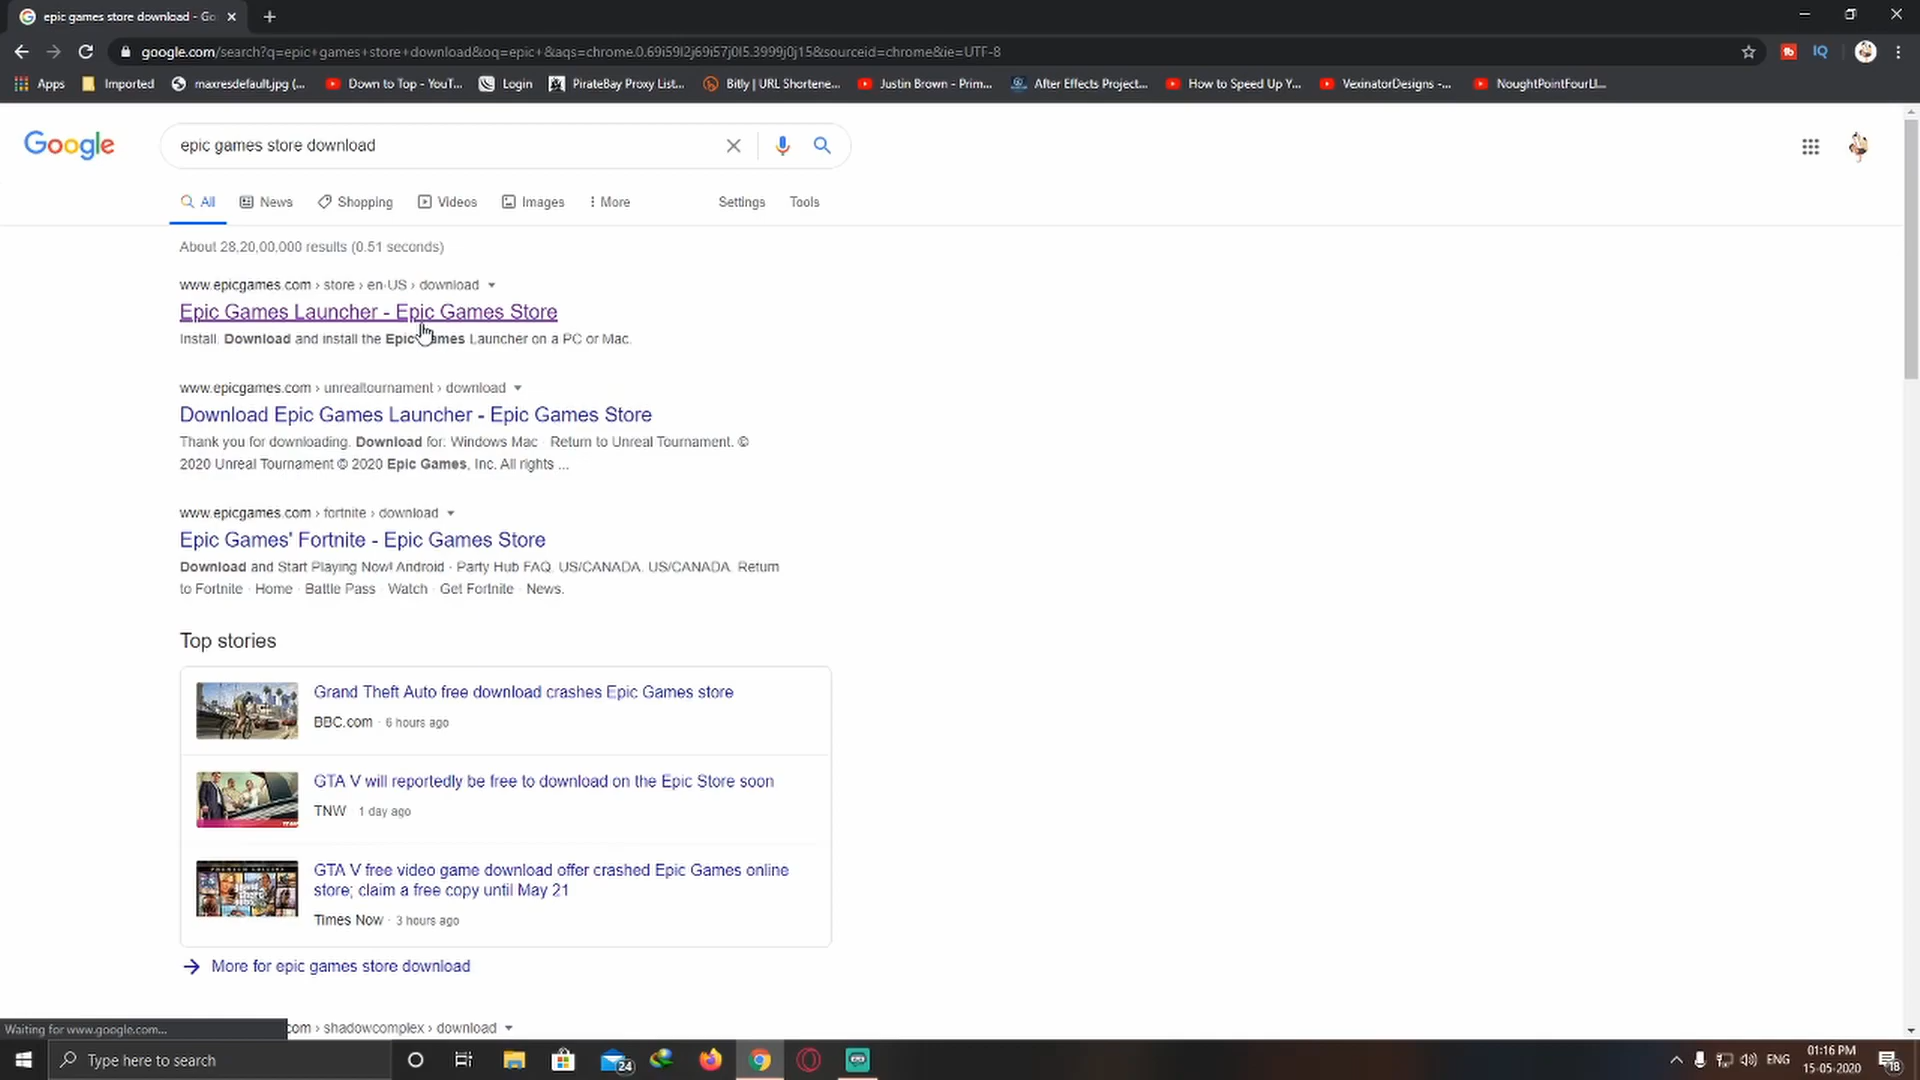 epic games store download - Go
google.com/search?q=epic+games+store+download&oq=epic+&aqs=chrome.0.69i59l2j69i57j0l5.3999j0j15&sourceid=chrome&ie=UTF-8
IQ
Apps
Imported
maxresdefault.jpg (...
Down to Top - YouT...
Login
PirateBay Proxy List...
Bitly | URL Shortene...
Justin Brown - Prim...
After Effects Project...
How to Speed Up Y...
VexinatorDesigns -...
NoughtPointFourLI...
Google
epic games store download
All
News
Shopping
Videos
Images
More
Settings
Tools
About 28,20,00,000 results (0.51 seconds)
www.epicgames.com › store › en-US › download
Epic Games Launcher - Epic Games Store
Install. Download and install the Epic Games Launcher on a PC or Mac.
www.epicgames.com › unrealtournament › download
Download Epic Games Launcher - Epic Games Store
Thank you for downloading. Download for: Windows Mac · Return to Unreal Tournament. ©
2020 Unreal Tournament © 2020 Epic Games, Inc. All rights ...
www.epicgames.com › fortnite › download
Epic Games' Fortnite - Epic Games Store
Download and Start Playing Now! Android · Party Hub FAQ. US/CANADA. US/CANADA. Return
to Fortnite · Home · Battle Pass · Watch · Get Fortnite · News.
Top stories
Grand Theft Auto free download crashes Epic Games store
BBC.com · 6 hours ago
GTA V will reportedly be free to download on the Epic Store soon
TNW · 1 day ago
GTA V free video game download offer crashed Epic Games online
store; claim a free copy until May 21
Times Now · 3 hours ago
More for epic games store download
Waiting for www.google.com...
com › shadowcomplex › download
Type here to search
24
ENG
01:16 PM
15-05-2020
18